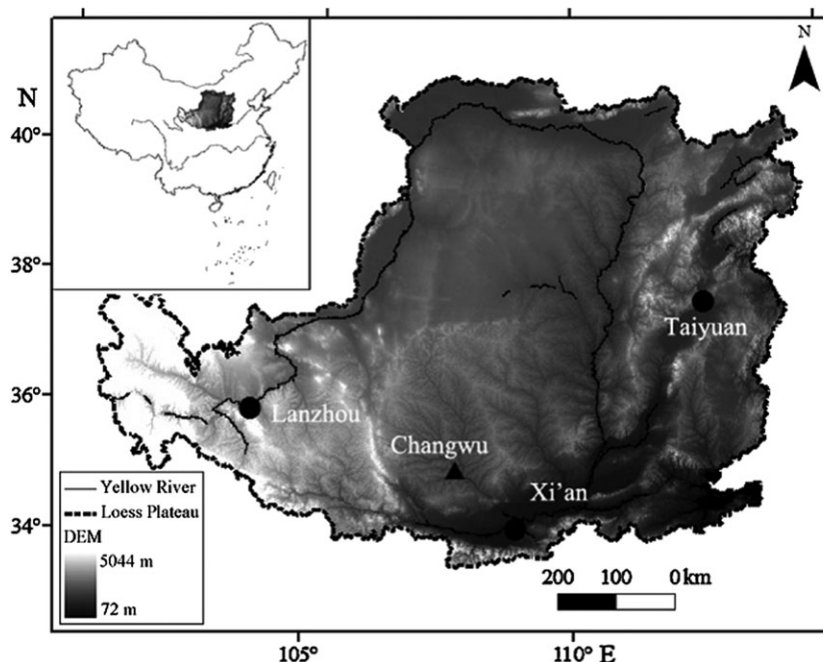 N
N
40°
38°
36°
34°
Taiyuan
Lanzhou
Changwu
Xi’an
Yellow River
Loess Plateau
DEM
5044 m
72 m
200 100 0 km
105° 110° E